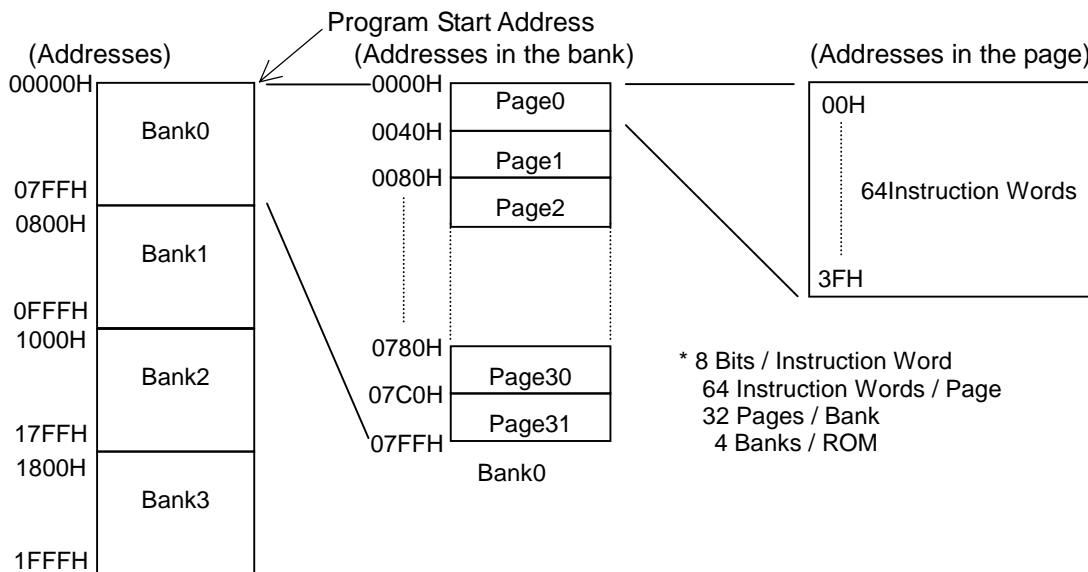 Program Start Address
(Addresses)
(Addresses in the bank)
(Addresses in the page)
00000H
Bank0
07FFH
0800H
Bank1
0FFFH
1000H
Bank2
17FFH
1800H
Bank3
1FFFH
0000H
Page0
0040H
Page1
0080H
Page2
0780H
Page30
07C0H
Page31
07FFH
Bank0
00H
64Instruction Words
3FH
* 8 Bits / Instruction Word
64 Instruction Words / Page
32 Pages / Bank
4 Banks / ROM